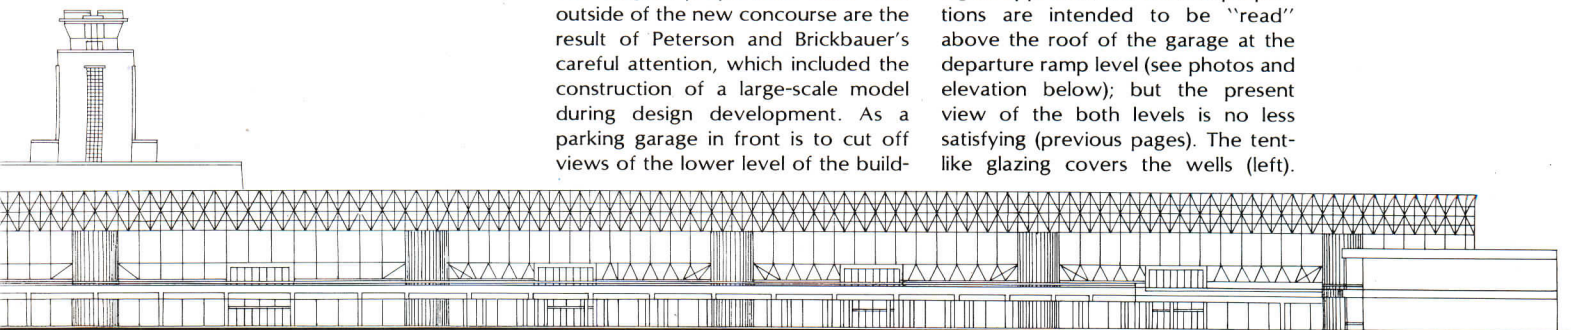 outside of the new concourse are the
result of Peterson and Brickbauer's
careful attention, which included the
construction of a large-scale model
during design development. As a
parking garage in front is to cut off
views of the lower level of the build-
tions are intended to be "read"
above the roof of the garage at the
departure ramp level (see photos and
elevation below); but the present
view of the both levels is no less
satisfying (previous pages). The tent-
like glazing covers the wells (left).